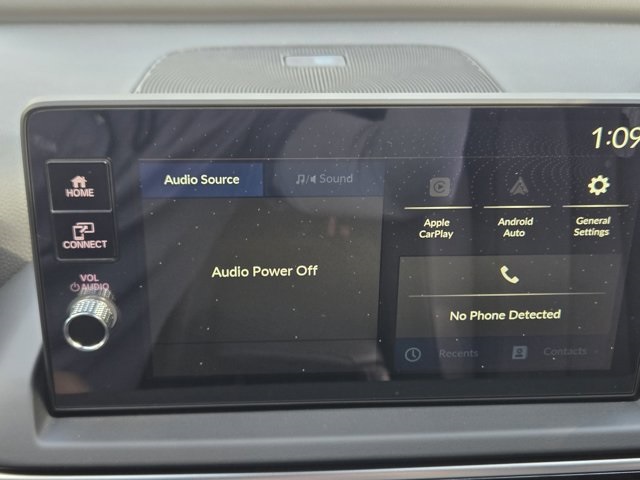 1:09
HOME
CONNECT
VOL
AUDIO
Audio Source
Sound
Audio Power Off
Apple
CarPlay
Android
Auto
General
Settings
No Phone Detected
Recents
Contacts